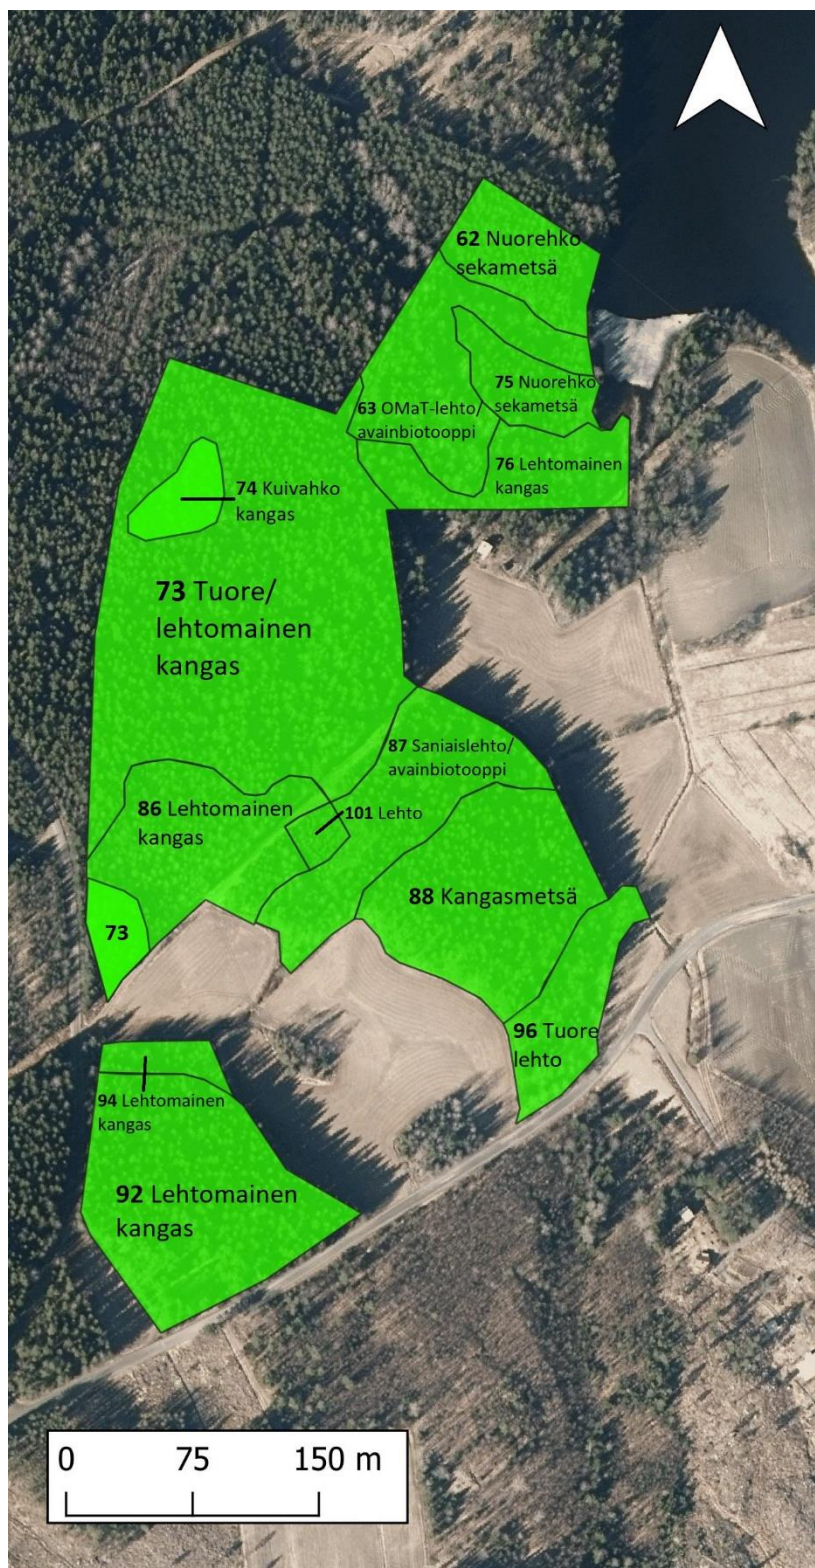 62 Nuorehko
sekametsä
75 Nuorehko
sekametsä
63 OMaT-lehto/
avainbiotooppi
76 Lehtomainen
kangas
74 Kuivahko
kangas
73 Tuore/
lehtomainen
kangas
87 Saniaislehto/
avainbiotooppi
86 Lehtomainen
kangas
101 Lehto
88 Kangasmetsä
73
96 Tuore
lehto
94 Lehtomainen
kangas
92 Lehtomainen
kangas
0 75 150 m